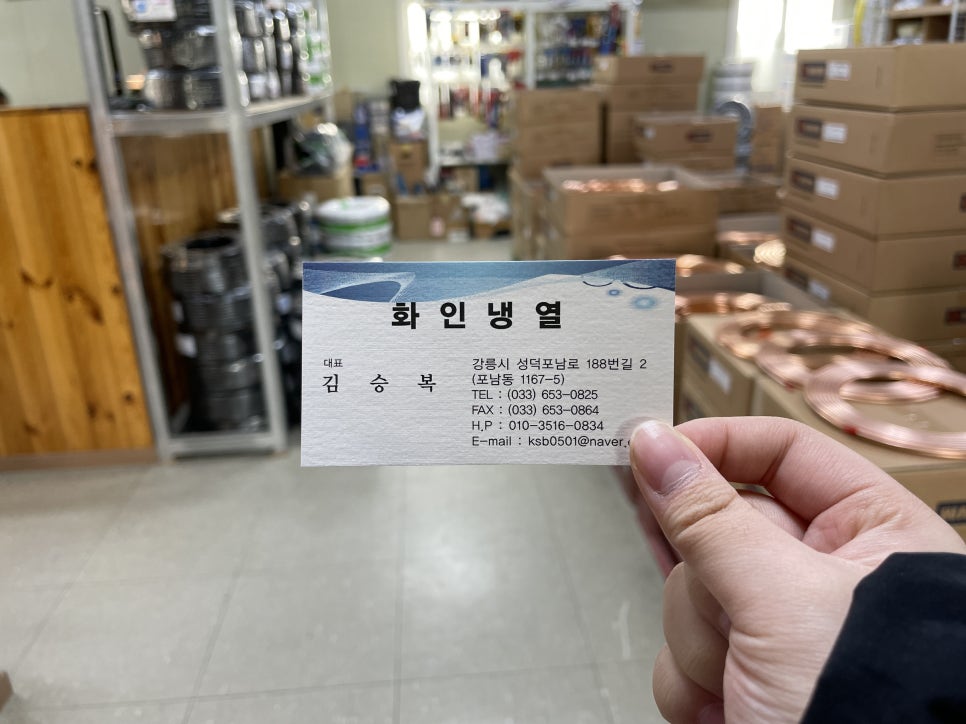 화인냉열
대표
김승복
강릉시 성덕포남로 188번길 2
(포남동 1167-5)
TEL : (033) 653-0825
FAX : (033) 653-0864
H,P : 010-3516-0834
E-mail : ksb0501@naver.